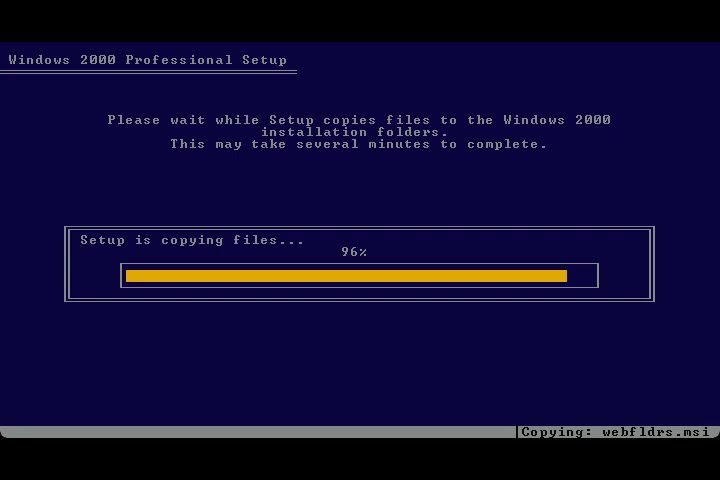 Windows 2000 Professional Setup
Please wait while Setup copies files to the Windows 2000
installation folders.
This may take several minutes to complete.
Setup is copying files...
96%
Copying: webfldrs.msi